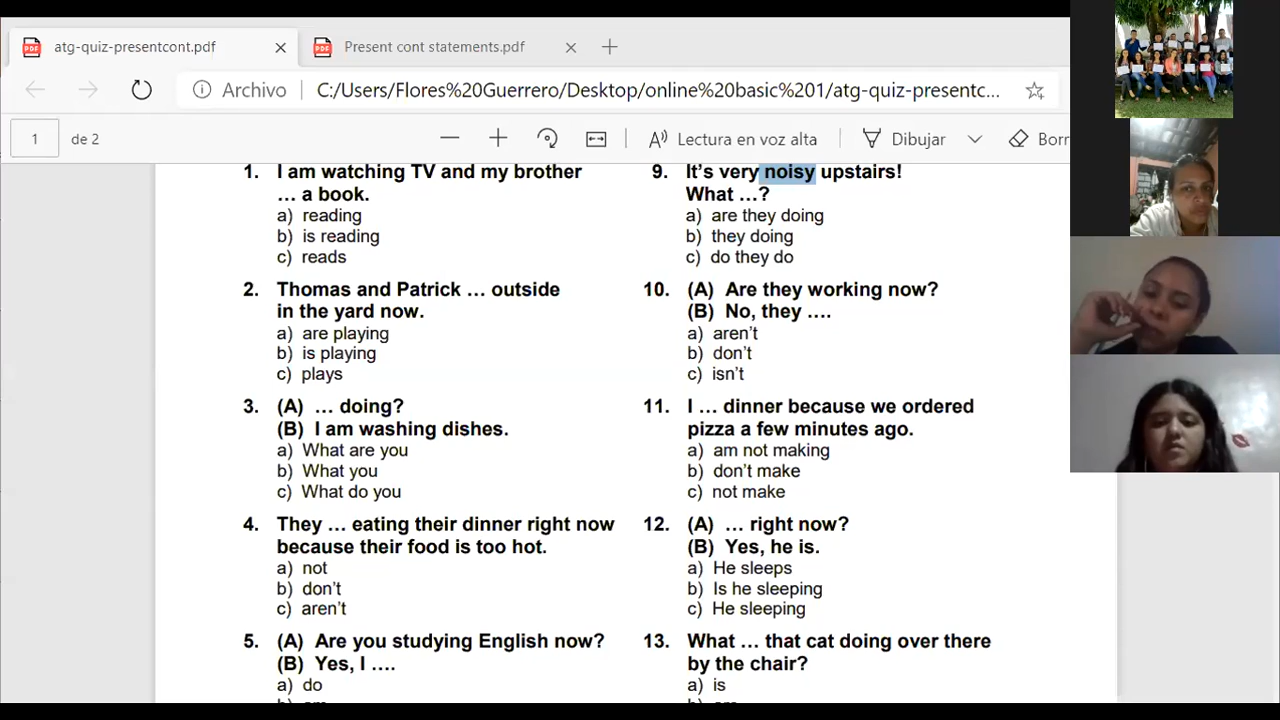 atg-quiz-presentcont.pdf
Present cont statements.pdf
Archivo
C:/Users/Flores%20Guerrero/Desktop/online%20basic%201/atg-quiz-presentc...
1
de 2
Lectura en voz alta
Dibujar
Borr
1. I am watching TV and my brother
… a book.
a) reading
b) is reading
c) reads
2. Thomas and Patrick … outside
in the yard now.
a) are playing
b) is playing
c) plays
3. (A) … doing?
(B) I am washing dishes.
a) What are you
b) What you
c) What do you
4. They … eating their dinner right now
because their food is too hot.
a) not
b) don't
c) aren't
5. (A) Are you studying English now?
(B) Yes, I ….
a) do
9. It's very noisy upstairs!
What …?
a) are they doing
b) they doing
c) do they do
10. (A) Are they working now?
(B) No, they ….
a) aren't
b) don't
c) isn't
11. I … dinner because we ordered
pizza a few minutes ago.
a) am not making
b) don't make
c) not make
12. (A) … right now?
(B) Yes, he is.
a) He sleeps
b) Is he sleeping
c) He sleeping
13. What … that cat doing over there
by the chair?
a) is